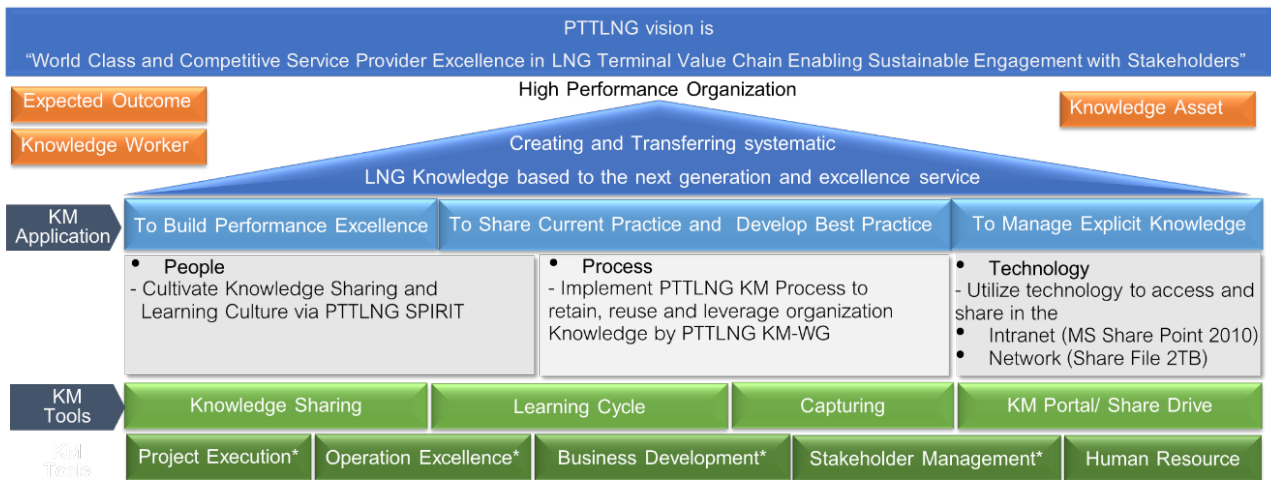 PTTLNG vision is
“World Class and Competitive Service Provider Excellence in LNG Terminal Value Chain Enabling Sustainable Engagement with Stakeholders”
High Performance Organization
Expected Outcome
Knowledge Asset
Knowledge Worker
Creating and Transferring systematic
LNG Knowledge based to the next generation and excellence service
KM
Application
To Build Performance Excellence
To Share Current Practice and Develop Best Practice
To Manage Explicit Knowledge
• People
- Cultivate Knowledge Sharing and
Learning Culture via PTTLNG SPIRIT
• Process
- Implement PTTLNG KM Process to
retain, reuse and leverage organization
Knowledge by PTTLNG KM-WG
• Technology
- Utilize technology to access and
share in the
• Intranet (MS Share Point 2010)
• Network (Share File 2TB)
KM
Tools
Knowledge Sharing
Learning Cycle
Capturing
KM Portal/ Share Drive
KM
Tools
Project Execution*
Operation Excellence*
Business Development*
Stakeholder Management*
Human Resource